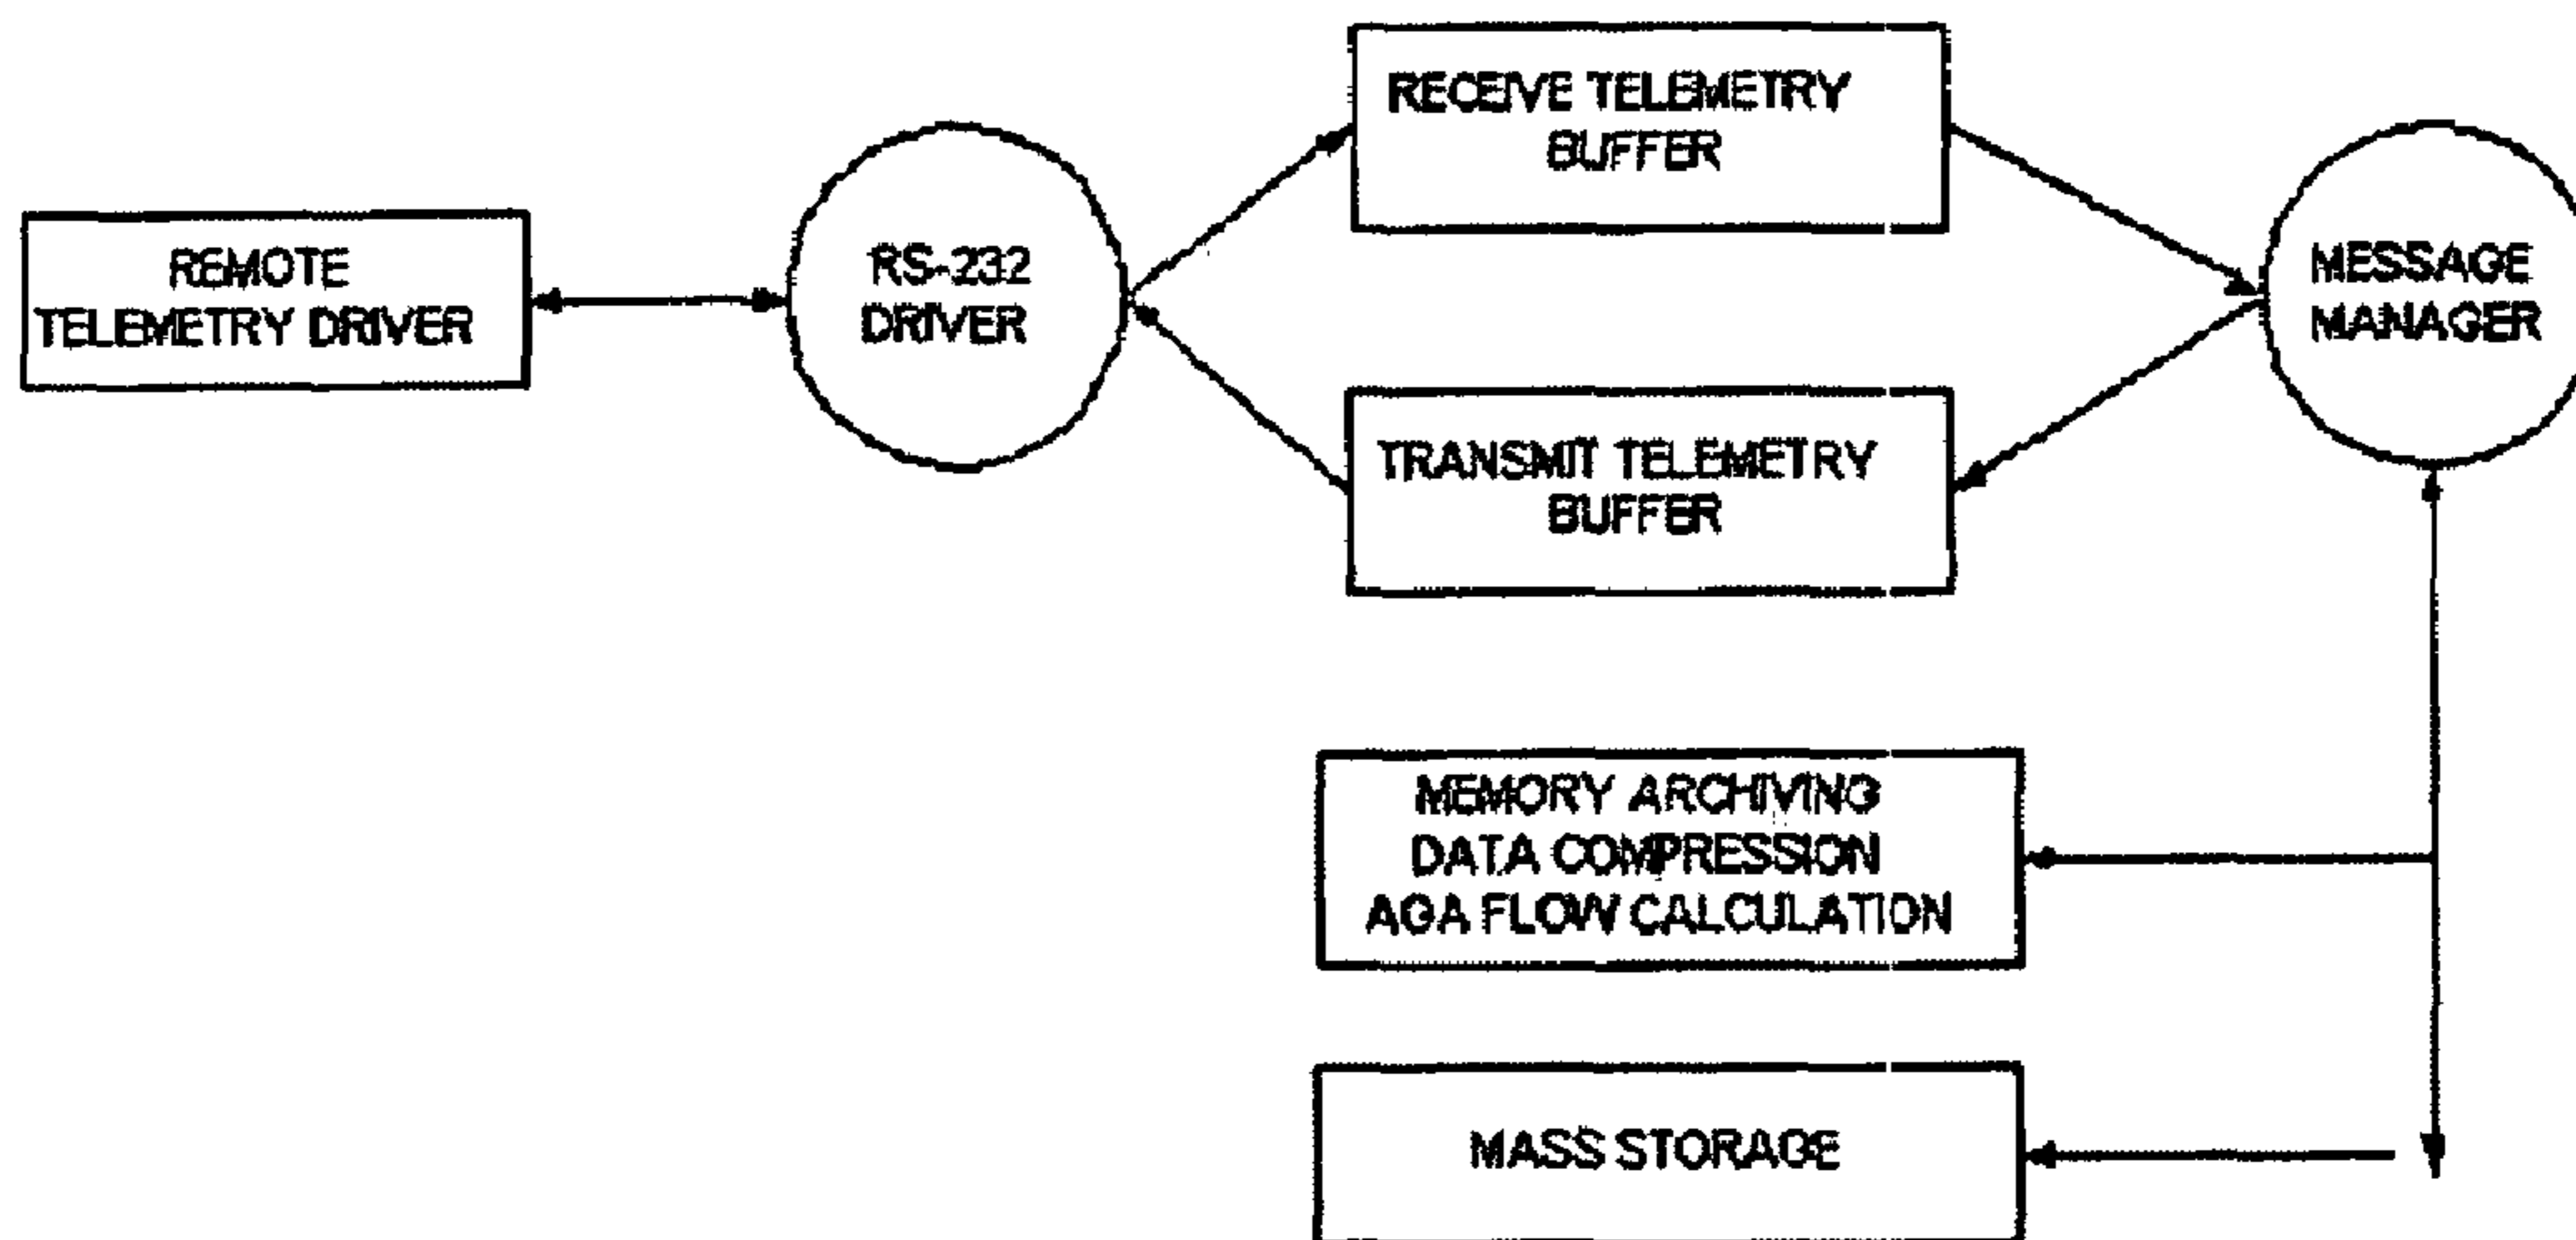 RECEIVE TELEMETRY
BUFFER
REMOTE
TELEMETRY DRIVER
RS-232
DRIVER
MESSAGE
MANAGER
TRANSMIT TELEMETRY
BUFFER
MEMORY ARCHIVING
DATA COMPRESSION
AGA FLOW CALCULATION
MASS STORAGE